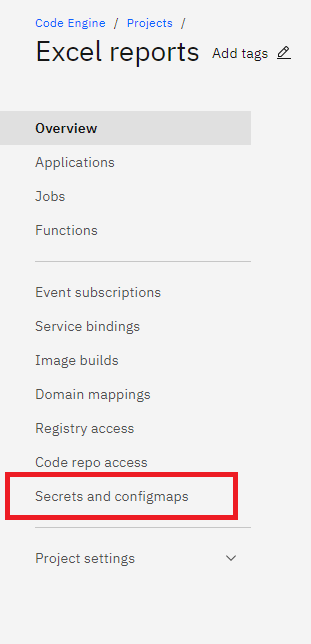 Code Engine / Projects /
Excel reports Add tags
Overview
Applications
Jobs
Functions
Event subscriptions
Service bindings
Image builds
Domain mappings
Registry access
Code repo access
Secrets and configmaps
Project settings